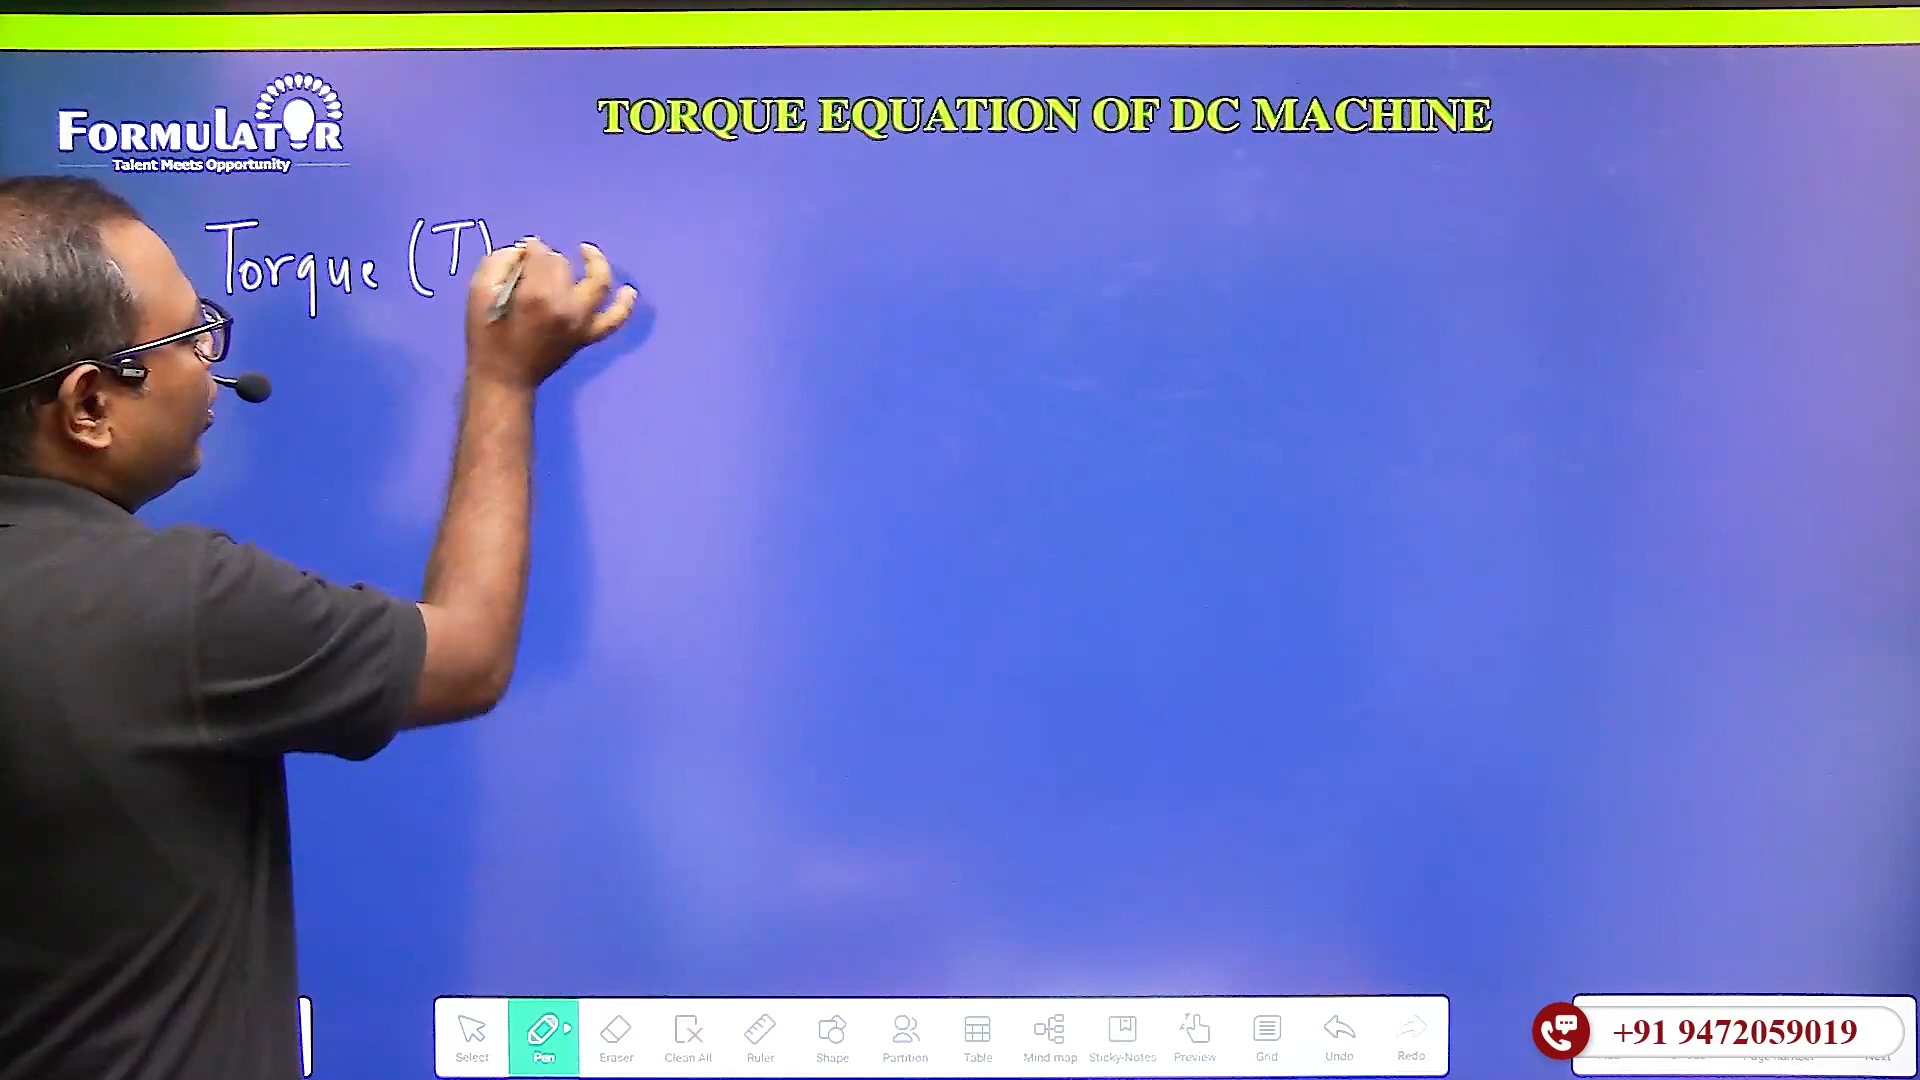 FORMULATOR
Talent Meets Opportunity
TORQUE EQUATION OF DC MACHINE
Torque (T)
Select
Pen
Eraser
Clean All
Ruler
Shape
Partition
Table
Mind map
Sticky-Notes
Preview
Grid
Undo
Redo
+91 9472059019